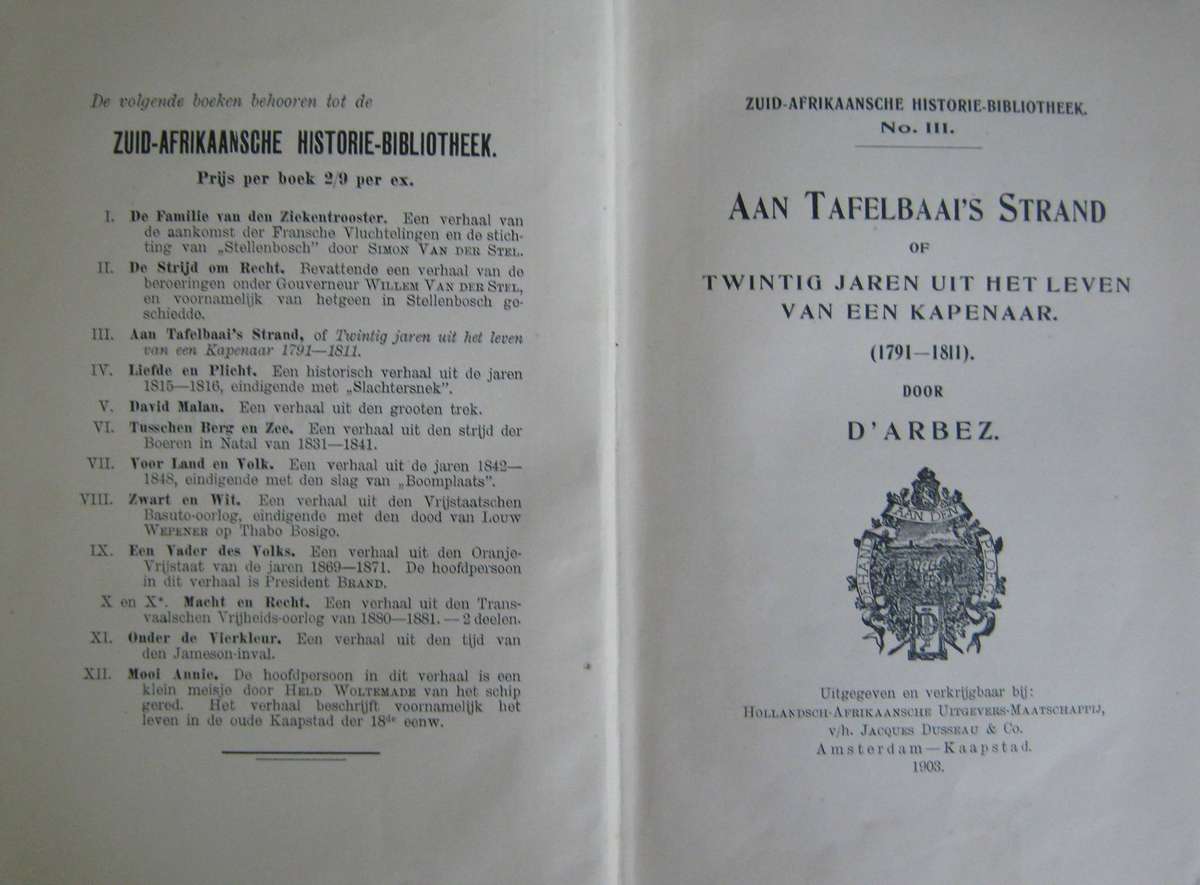 De volgende boeken behooren tot de
ZUID-AFRIKAANSCHE HISTORIE-BIBLIOTHEEK.
Prijs per boek 2/9 per ex.
I. De Familie van den Ziekentrooster. Een verhaal van
de aankomst der Fransche Vluchtelingen en de stich-
ting van „Stellenbosch” door SIMON VAN DER STEL.
II. De Strijd om Recht. Bevattende een verhaal van de
beroeringen onder Gouverneur WILLEM VAN DER STEL,
en voornamelijk van hetgeen in Stellenbosch ge-
schiedde.
III. Aan Tafelbaai's Strand, of Twintig jaren uit het leven
van een Kapenaar 1791—1811.
IV. Liefde en Plicht. Een historisch verhaal uit de jaren
1815—1816, eindigende met „Slachtersnek”.
V. David Malan. Een verhaal uit den grooten trek.
VI. Tusschen Berg en Zee. Een verhaal uit den strijd der
Boeren in Natal van 1831—1841.
VII. Voor Land en Volk. Een verhaal uit de jaren 1842—
1848, eindigende met den slag van „Boomplaats”.
VIII. Zwart en Wit. Een verhaal uit den Vrijstaatschen
Basuto-oorlog, eindigende met den dood van LOUW
WEPENER op Thabo Bosigo.
IX. Een Vader des Volks. Een verhaal uit den Oranje-
Vrijstaat van de jaren 1869—1871. De hoofdpersoon
in dit verhaal is President BRAND.
X en X*. Macht en Recht. Een verhaal uit den Trans-
vaalschen Vrijheids-oorlog van 1880—1881. — 2 deelen.
XI. Onder de Vierkleur. Een verhaal uit den tijd van
den Jameson-inval.
XII. Mooi Annie. De hoofdpersoon in dit verhaal is een
klein meisje door HELD WOLTEMADE van het schip
gered. Het verhaal beschrijft voornamelijk het
leven in de oude Kaapstad der 18de eeuw.
ZUID-AFRIKAANSCHE HISTORIE-BIBLIOTHEEK.
No. III.
AAN TAFELBAAI'S STRAND
OF
TWINTIG JAREN UIT HET LEVEN
VAN EEN KAPENAAR.
(1791—1811).
DOOR
D'ARBEZ.
DE HAND AAN DEN PLOEG
Uitgegeven en verkrijgbaar bij:
HOLLANDSCH-AFRIKAANSCHE UITGEVERS-MAATSCHAPPIJ,
v/h. JACQUES DUSSEAU & Co.
Amsterdam—Kaapstad.
1903.